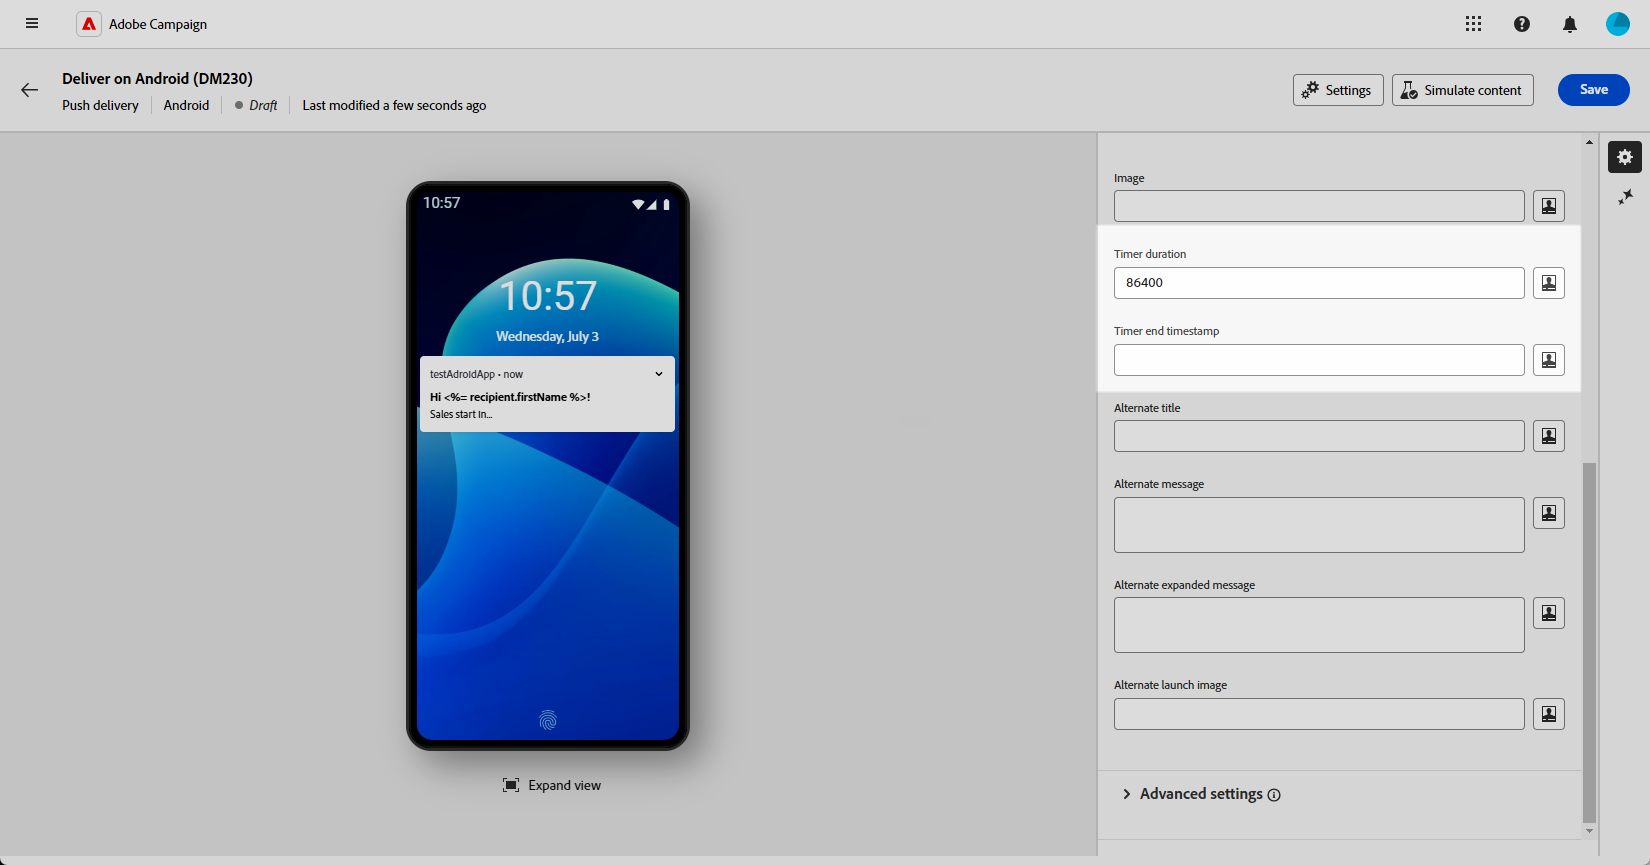 Adobe Campaign
Deliver on Android (DM230)
Push delivery Android Draft Last modified a few seconds ago
Settings Simulate content Save
10:57
10:57
Wednesday, July 3
testAdroidApp • now
Hi <%= recipient.firstName %>!
Sales start in...
Expand view
Image
Timer duration
86400
Timer end timestamp
Alternate title
Alternate message
Alternate expanded message
Alternate launch image
Advanced settings